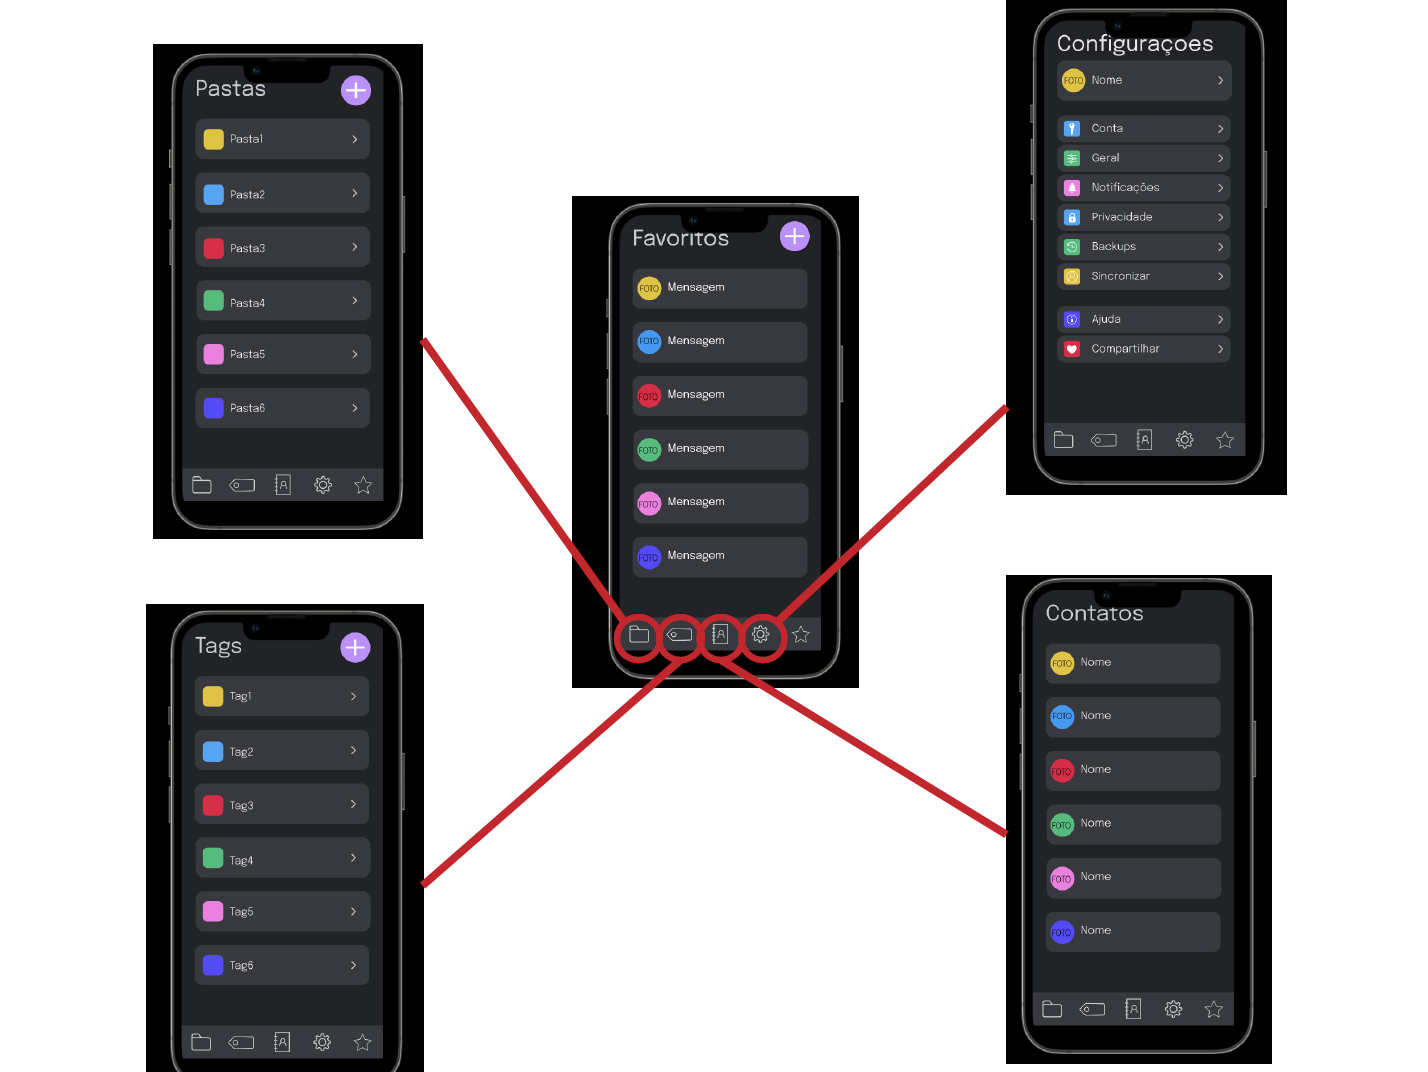 Pastas
Pasta1
Pasta2
Pasta3
Pasta4
Pasta5
Pasta6
Tags
Tag1
Tag2
Tag3
Tag4
Tag5
Tag6
Favoritos
FOTO Mensagem
FOTO Mensagem
FOTO Mensagem
FOTO Mensagem
FOTO Mensagem
FOTO Mensagem
Configurações
FOTO Nome
Conta
Geral
Notificações
Privacidade
Backups
Sincronizar
Ajuda
Compartilhar
Contatos
FOTO Nome
FOTO Nome
FOTO Nome
FOTO Nome
FOTO Nome
FOTO Nome